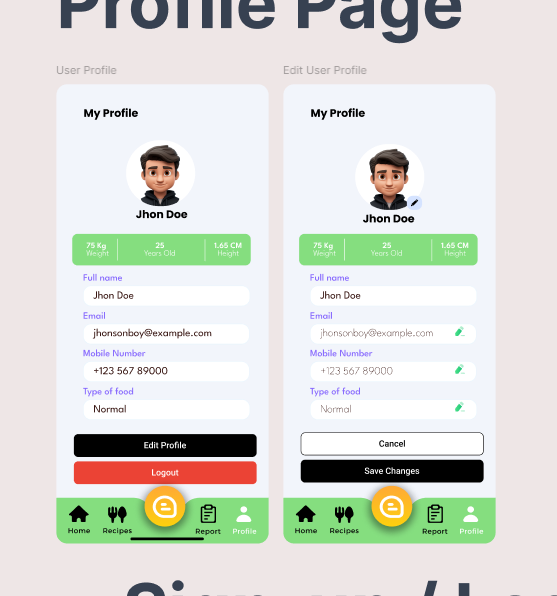 Profile Page
User Profile
Edit User Profile
My Profile
Jhon Doe
75 Kg
Weight
25
Years Old
1.65 CM
Height
Full name
Jhon Doe
Email
jhonsonboy@example.com
Mobile Number
+123 567 89000
Type of food
Normal
Edit Profile
Logout
Home
Recipes
Report
Profile
My Profile
Jhon Doe
75 Kg
Weight
25
Years Old
1.65 CM
Height
Full name
Jhon Doe
Email
jhonsonboy@example.com
Mobile Number
+123 567 89000
Type of food
Normal
Cancel
Save Changes
Home
Recipes
Report
Profile